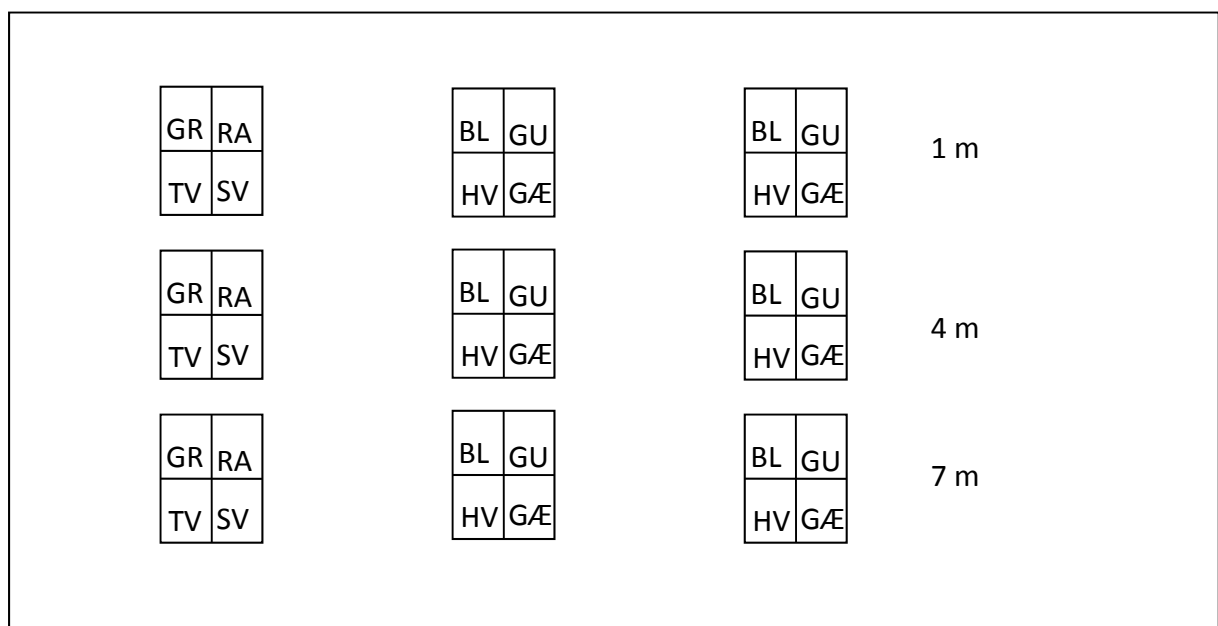 GR RA BL GU BL GU
TV SV HV GÆ HV GÆ
1 m
GR RA BL GU BL GU
TV SV HV GÆ HV GÆ
4 m
GR RA BL GU BL GU
TV SV HV GÆ HV GÆ
7 m